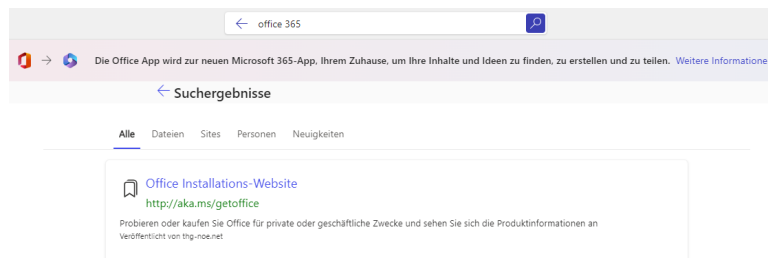 office 365
Die Office App wird zur neuen Microsoft 365-App, Ihrem Zuhause, um Ihre Inhalte und Ideen zu finden, zu erstellen und zu teilen. Weitere Informatione
Suchergebnisse
Alle Dateien Sites Personen Neuigkeiten
Office Installations-Website
http://aka.ms/getoffice
Probieren oder kaufen Sie Office für private oder geschäftliche Zwecke und sehen Sie sich die Produktinformationen an
Veröffentlicht von thg-noe.net